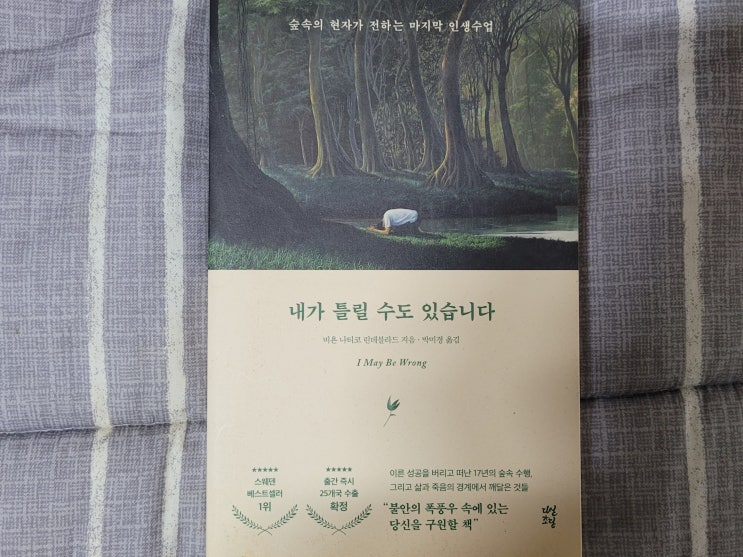 숲속의 현자가 전하는 마지막 인생수업
내가 틀릴 수도 있습니다
비욘 나티코 린데블라드 지음 · 박미경 옮김
I May Be Wrong
★★★★★
스웨덴
베스트셀러
1위
★★★★★
출간 즉시
25개국 수출
확정
이른 성공을 버리고 떠난 17년의 숲속 수행,
그리고 삶과 죽음의 경계에서 깨달은 것들
“불안의 폭풍우 속에 있는
당신을 구원할 책”
다산
초당